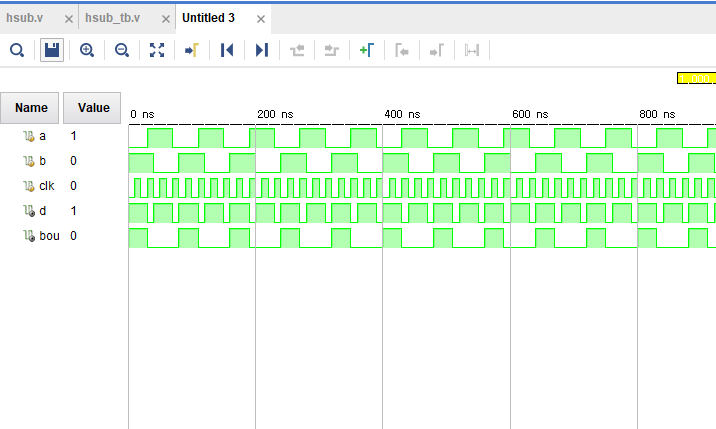 hsub.v hsub_tb.v Untitled 3
Name Value
0 ns 200 ns 400 ns 600 ns 800 ns
a 1
b 0
clk 0
d 1
bou 0